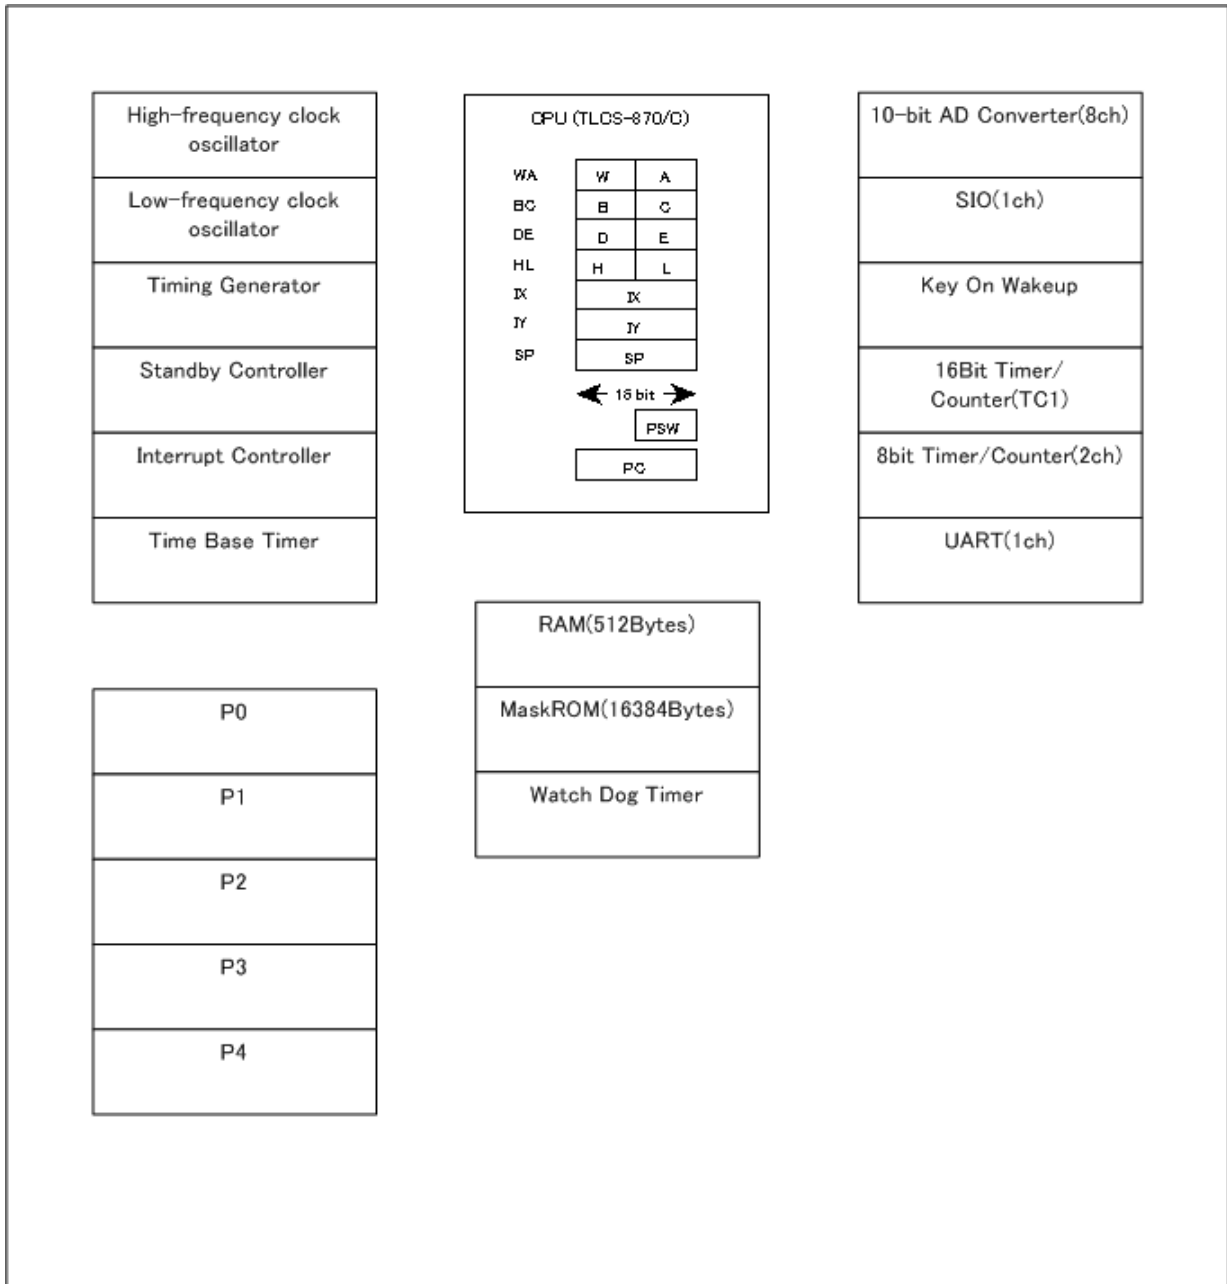 High-frequency clock
oscillator
Low-frequency clock
oscillator
Timing Generator
Standby Controller
Interrupt Controller
Time Base Timer
P0
P1
P2
P3
P4
CPU (TLCS-870/C)
WA W A
BC B C
DE D E
HL H L
IX IX
IY IY
SP SP
16 bit
PSW
PC
RAM(512Bytes)
MaskROM(16384Bytes)
Watch Dog Timer
10-bit AD Converter(8ch)
SIO(1ch)
Key On Wakeup
16Bit Timer/
Counter(TC1)
8bit Timer/Counter(2ch)
UART(1ch)